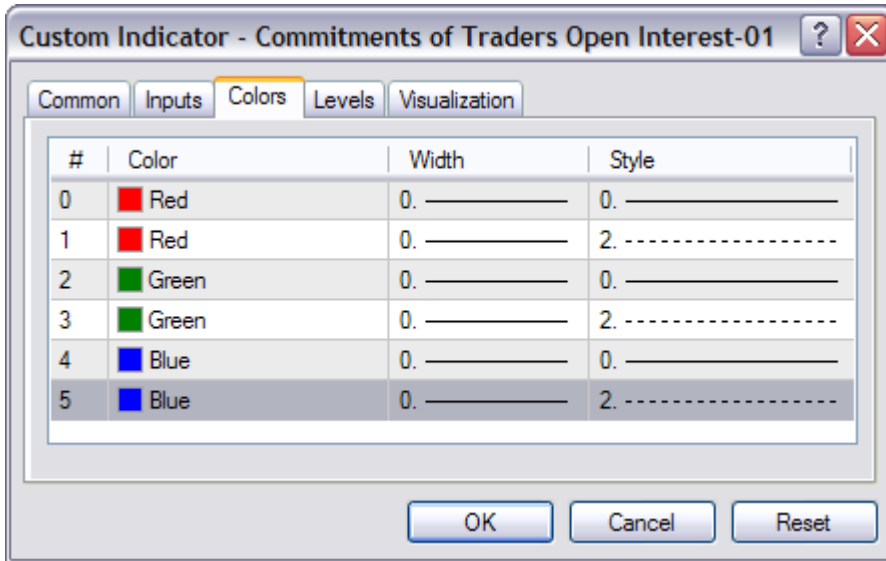 Custom Indicator - Commitments of Traders Open Interest-01 ?
Common Inputs Colors Levels Visualization
# Color Width Style
0 Red 0. 0.
1 Red 0. 2.
2 Green 0. 0.
3 Green 0. 2.
4 Blue 0. 0.
5 Blue 0. 2.
OK Cancel Reset